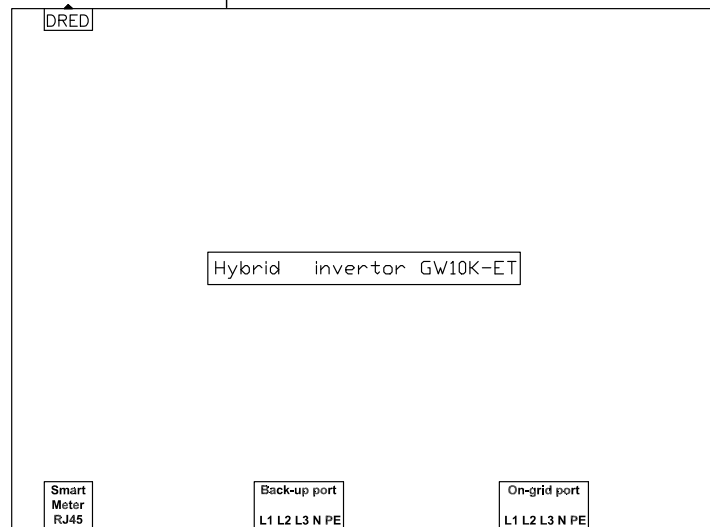 DRED
Hybrid invertor GW10K-ET
Smart
Meter
RJ45
Back-up port
L1 L2 L3 N PE
On-grid port
L1 L2 L3 N PE